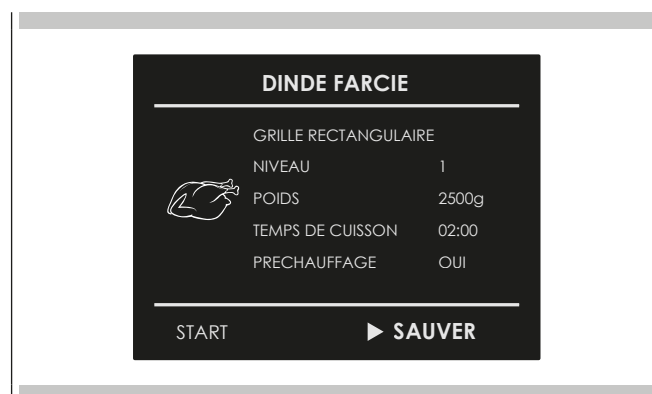 DINDE FARCIE
GRILLE RECTANGULAIRE
NIVEAU 1
POIDS 2500g
TEMPS DE CUISSON 02:00
PRECHAUFFAGE OUI
START ▶ SAUVER